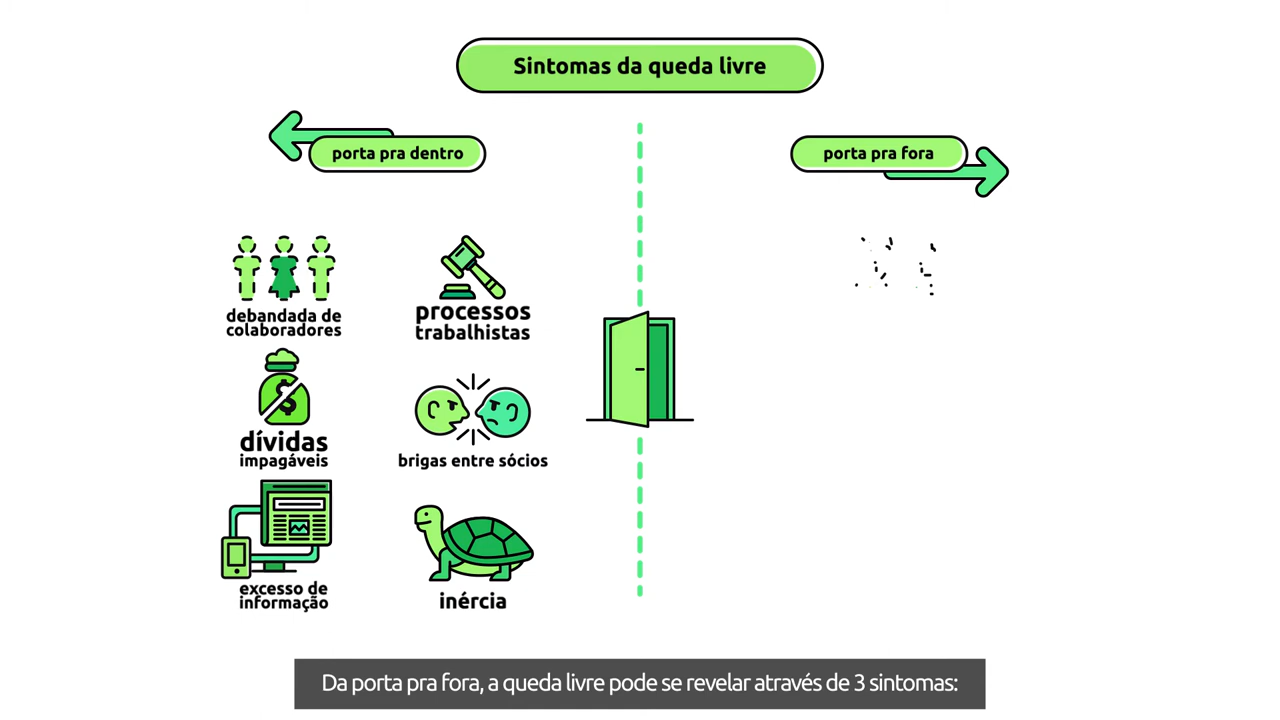 Sintomas da queda livre
porta pra dentro
porta pra fora
debandada de
colaboradores
processos
trabalhistas
dívidas
impagáveis
brigas entre sócios
excesso de
informação
inércia
Da porta pra fora, a queda livre pode se revelar através de 3 sintomas: